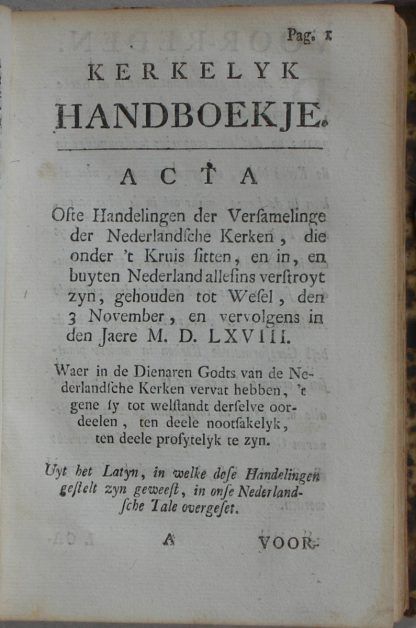 Pag. 1
KERKELYK
HANDBOEKJE.
ACTA
Ofte Handelingen der Versamelinge
der Nederlandsche Kerken, die
onder 't Kruis sitten, en in, en
buyten Nederland allesins verstroyt
zyn, gehouden tot Wesel, den
3 November, en vervolgens in
den Jaere M. D. LXVIII.
Waer in de Dienaren Godts van de Ne-
derlandsche Kerken vervat hebben, 't
gene sy tot welstandt derselve oor-
deelen, ten deele nootsakelyk,
ten deele profytelyk te zyn.
Uyt het Latyn, in welke dese Handelingen
gestelt zyn geweest, in onse Nederland-
sche Tale overgeset.
A VOOR-